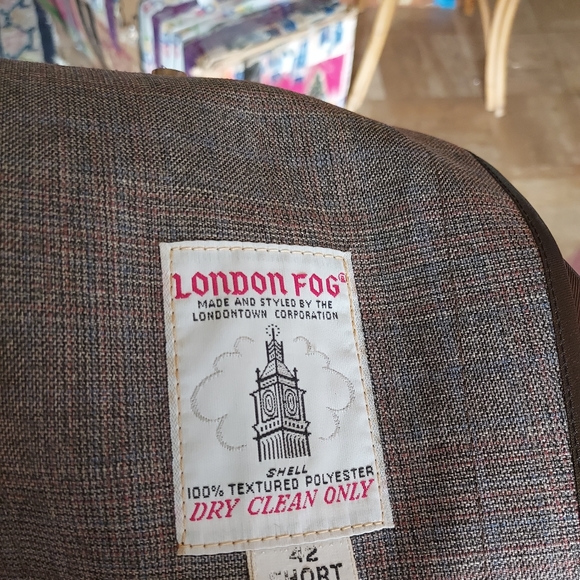 LONDON FOG®
MADE AND STYLED BY THE
LONDONTOWN CORPORATION
SHELL
100% TEXTURED POLYESTER
DRY CLEAN ONLY
42
SHORT